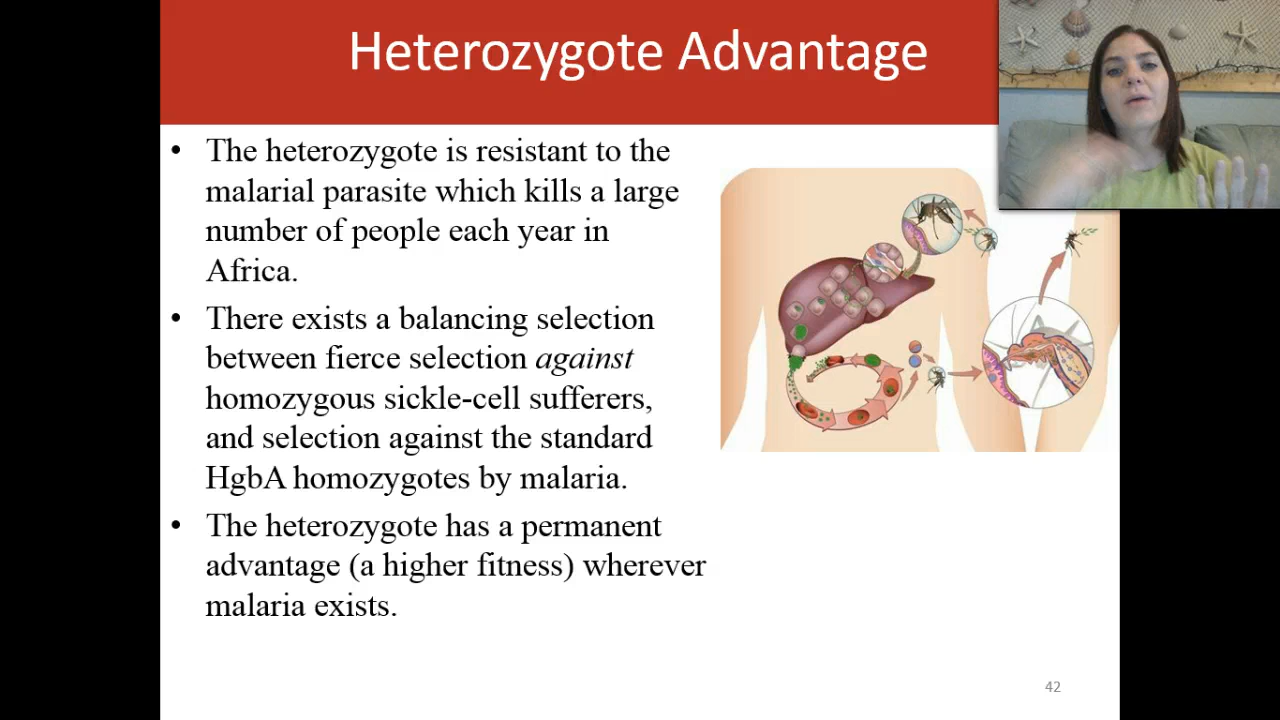 Heterozygote Advantage
• The heterozygote is resistant to the
malarial parasite which kills a large
number of people each year in
Africa.
• There exists a balancing selection
between fierce selection against
homozygous sickle-cell sufferers,
and selection against the standard
HgbA homozygotes by malaria.
• The heterozygote has a permanent
advantage (a higher fitness) wherever
malaria exists.
42